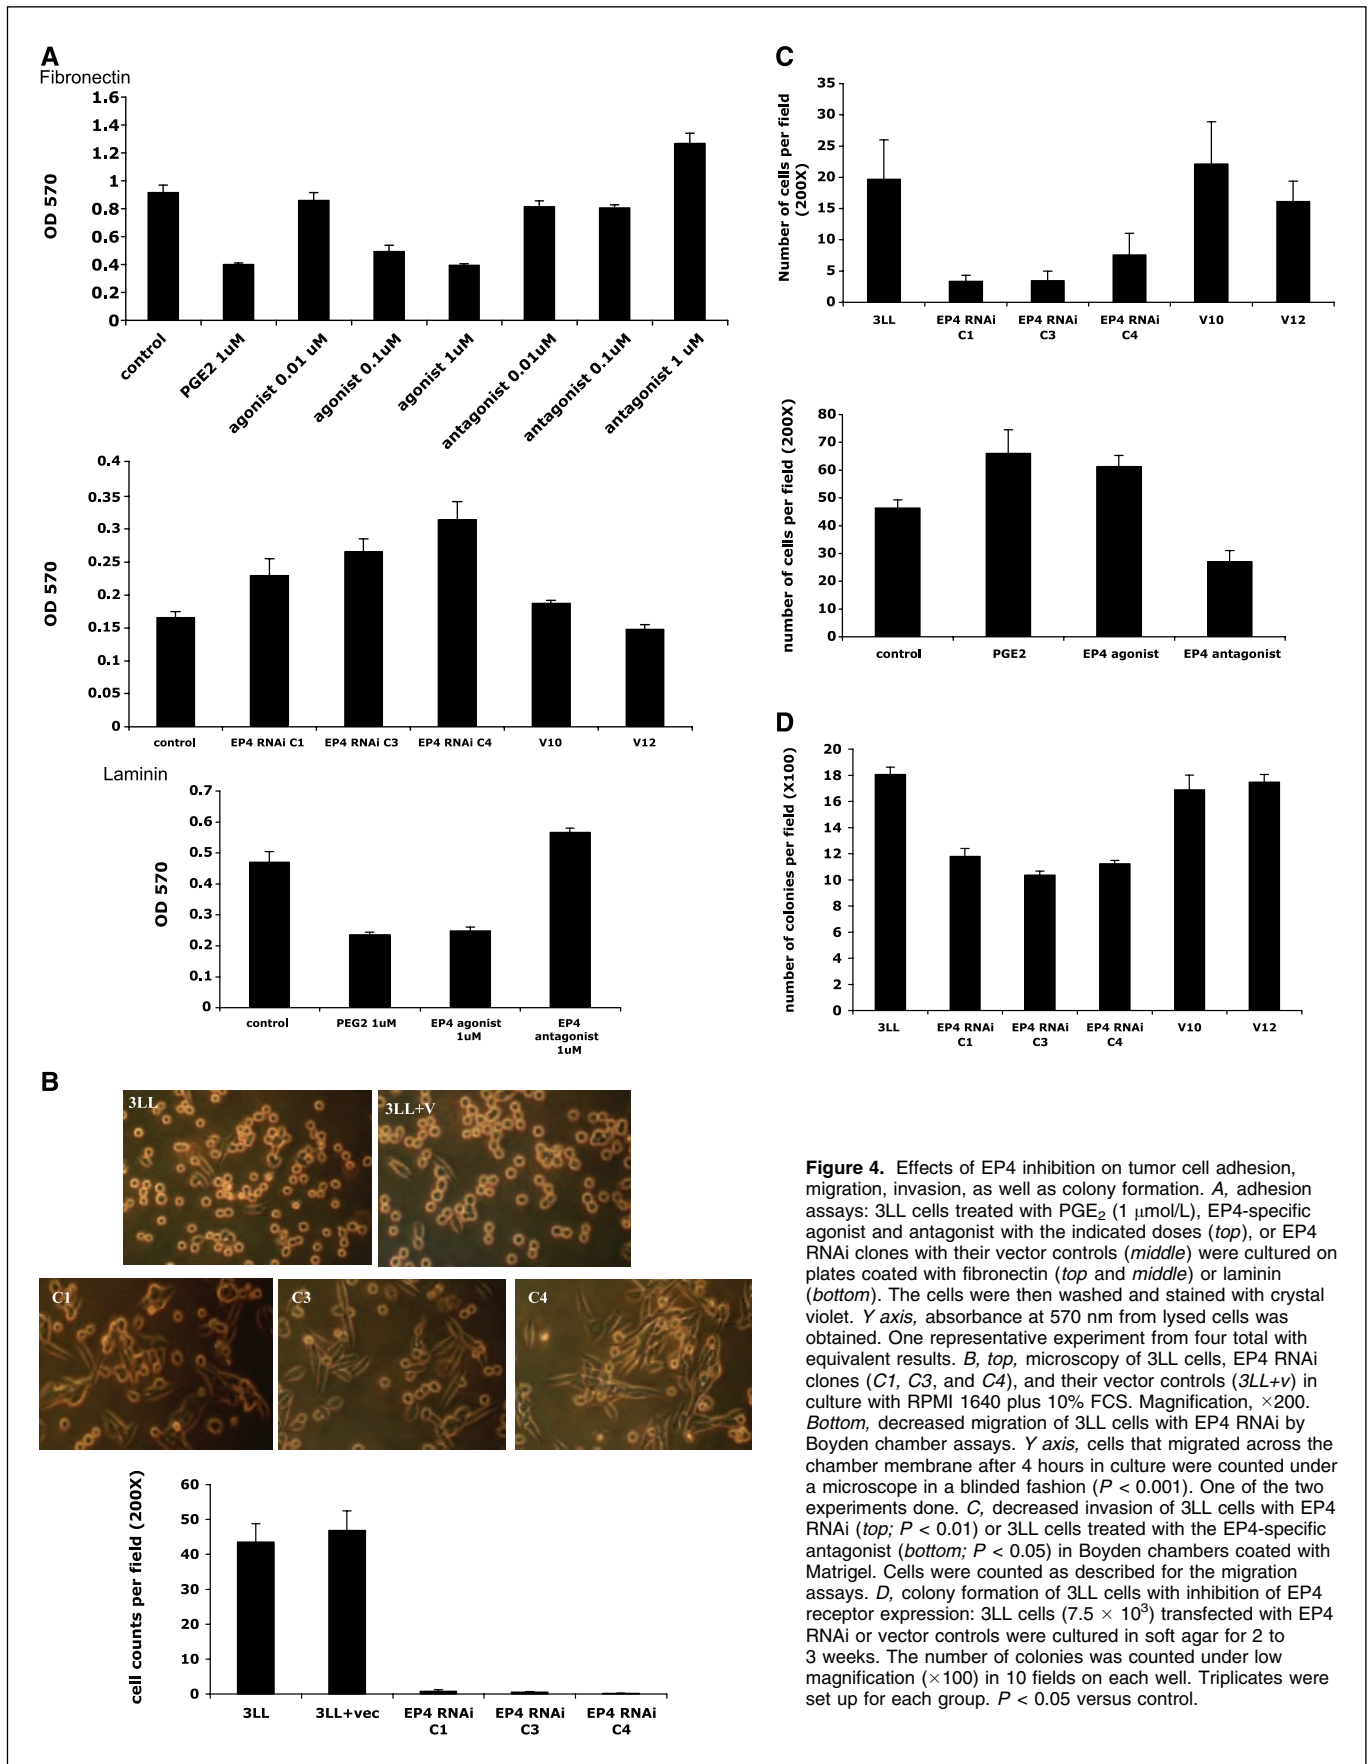 A
Fibronectin
1.6
1.4
1.2
1
0.8
0.6
0.4
0.2
0
OD 570
control
PGE2 1uM
agonist 0.01 uM
agonist 0.1uM
agonist 1uM
antagonist 0.01uM
antagonist 0.1uM
antagonist 1 uM
0.4
0.35
0.3
0.25
0.2
0.15
0.1
0.05
0
OD 570
control
EP4 RNAi C1
EP4 RNAi C3
EP4 RNAi C4
V10
V12
Laminin
0.7
0.6
0.5
0.4
0.3
0.2
0.1
0
OD 570
control
PEG2 1uM
EP4 agonist
1uM
EP4
antagonist
1uM
B
3LL
3LL+V
C1
C3
C4
60
50
40
30
20
10
0
cell counts per field (200X)
3LL
3LL+vec
EP4 RNAi
C1
EP4 RNAi
C3
EP4 RNAi
C4
C
35
30
25
20
15
10
5
0
Number of cells per field
(200X)
3LL
EP4 RNAi
C1
EP4 RNAi
C3
EP4 RNAi
C4
V10
V12
80
70
60
50
40
30
20
10
0
number of cells per field (200X)
control
PGE2
EP4 agonist
EP4 antagonist
D
20
18
16
14
12
10
8
6
4
2
0
number of colonies per field (X100)
3LL
EP4 RNAi
C1
EP4 RNAi
C3
EP4 RNAi
C4
V10
V12
Figure 4. Effects of EP4 inhibition on tumor cell adhesion,
migration, invasion, as well as colony formation. A, adhesion
assays: 3LL cells treated with PGE2 (1 μmol/L), EP4-specific
agonist and antagonist with the indicated doses (top), or EP4
RNAi clones with their vector controls (middle) were cultured on
plates coated with fibronectin (top and middle) or laminin
(bottom). The cells were then washed and stained with crystal
violet. Y axis, absorbance at 570 nm from lysed cells was
obtained. One representative experiment from four total with
equivalent results. B, top, microscopy of 3LL cells, EP4 RNAi
clones (C1, C3, and C4), and their vector controls (3LL+v) in
culture with RPMI 1640 plus 10% FCS. Magnification, ×200.
Bottom, decreased migration of 3LL cells with EP4 RNAi by
Boyden chamber assays. Y axis, cells that migrated across the
chamber membrane after 4 hours in culture were counted under
a microscope in a blinded fashion (P < 0.001). One of the two
experiments done. C, decreased invasion of 3LL cells with EP4
RNAi (top; P < 0.01) or 3LL cells treated with the EP4-specific
antagonist (bottom; P < 0.05) in Boyden chambers coated with
Matrigel. Cells were counted as described for the migration
assays. D, colony formation of 3LL cells with inhibition of EP4
receptor expression: 3LL cells (7.5 × 10³) transfected with EP4
RNAi or vector controls were cultured in soft agar for 2 to
3 weeks. The number of colonies was counted under low
magnification (×100) in 10 fields on each well. Triplicates were
set up for each group. P < 0.05 versus control.